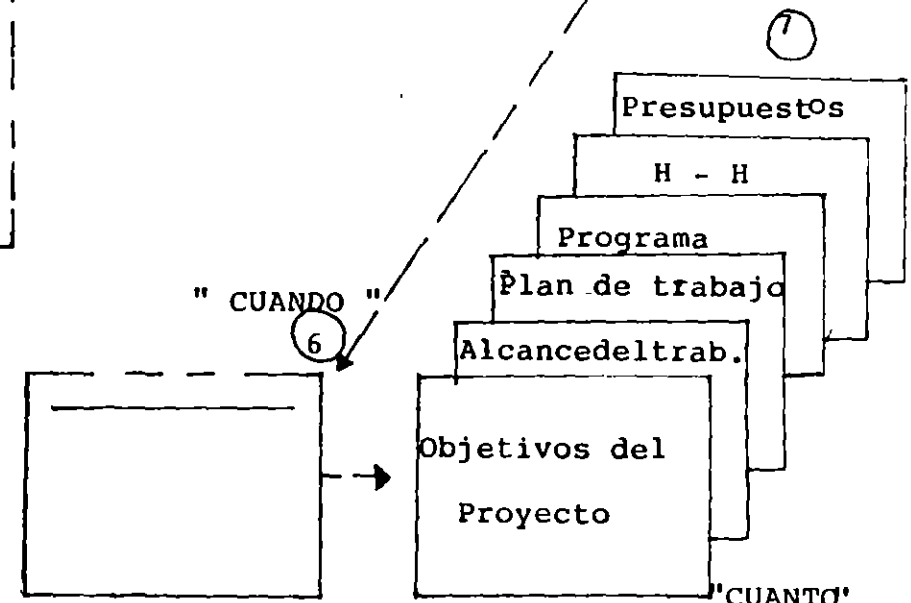 7
Presupuestos
H - H
Programa
Plan de trabajo
" CUANDO "
6
Alcancedeltrab.
Objetivos del
Proyecto
"CUANTO"